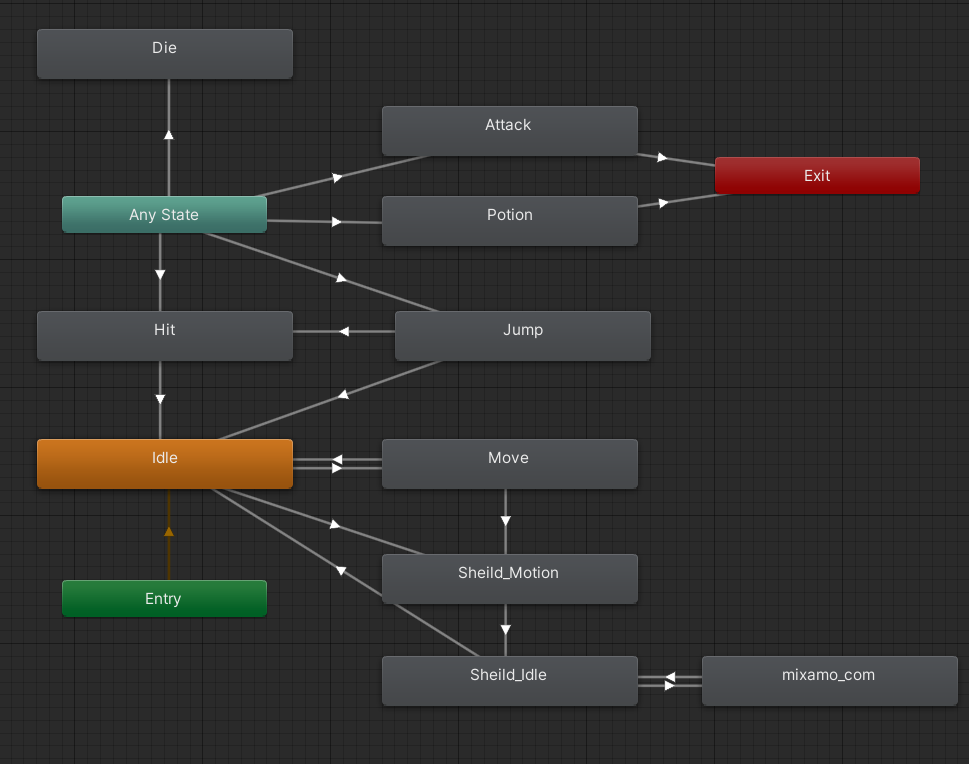 Die
Attack
Exit
Any State
Potion
Hit
Jump
Idle
Move
Sheild_Motion
Entry
Sheild_Idle
mixamo_com